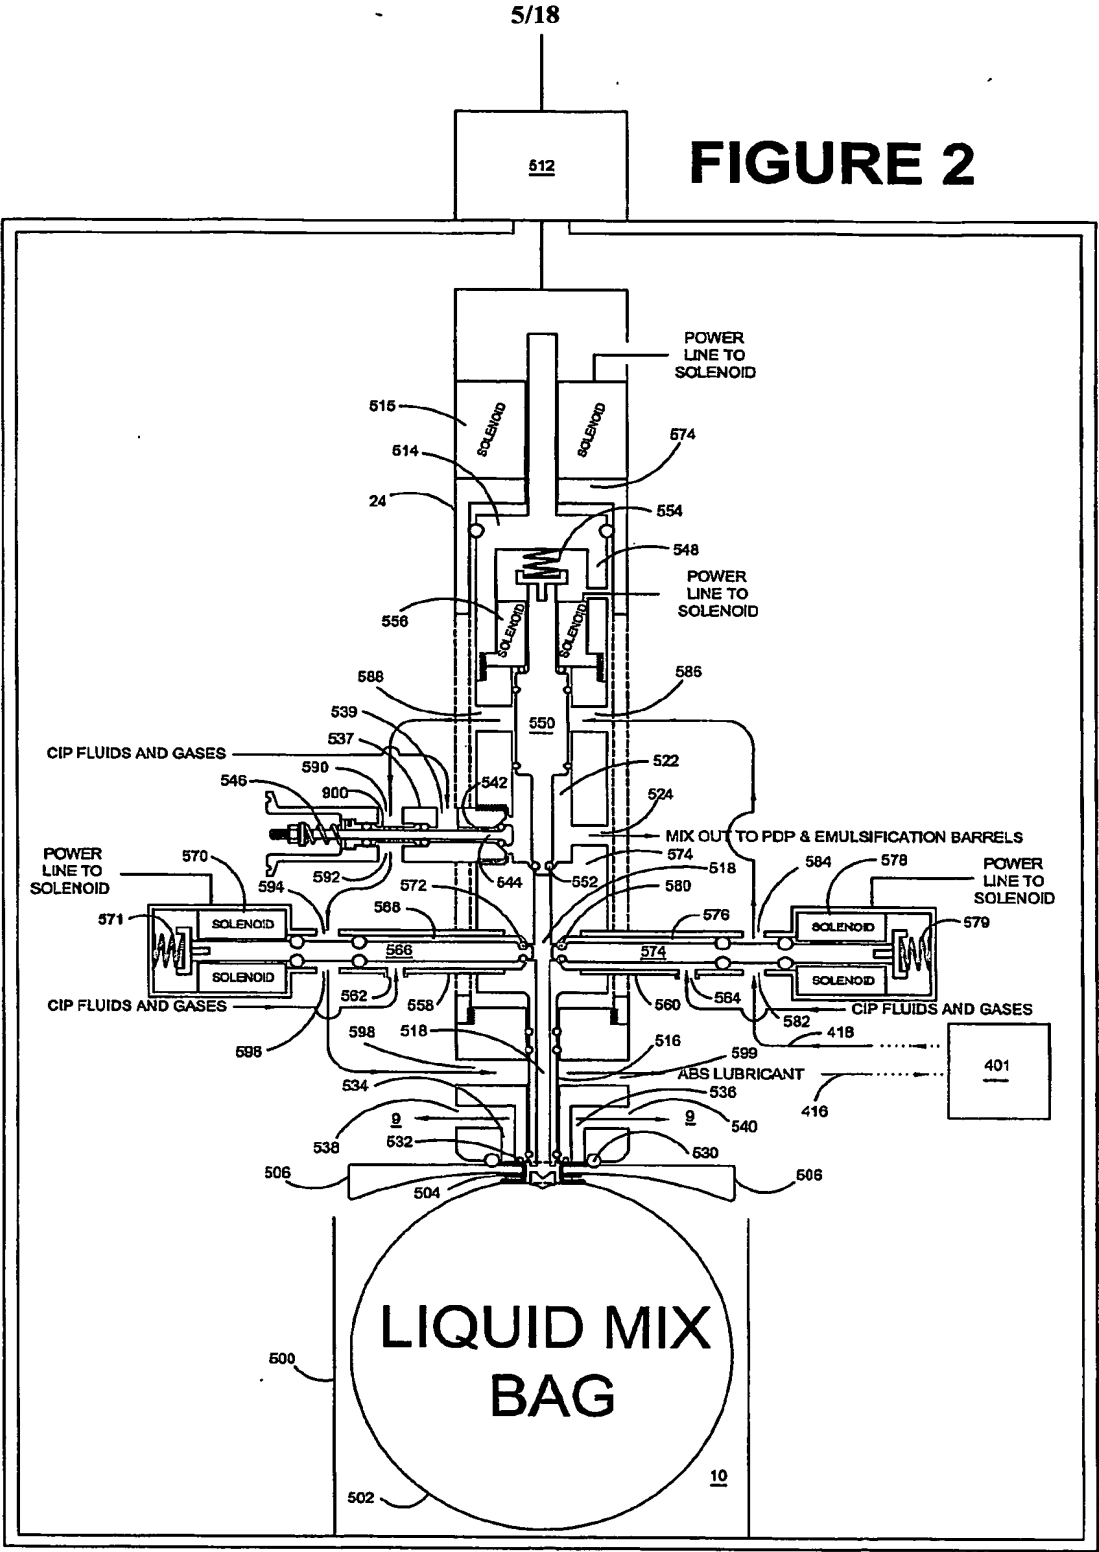 5/18
FIGURE 2
512
POWER
LINE TO
SOLENOID
515
SOLENOID
SOLENOID
514
574
24
554
548
POWER
LINE TO
SOLENOID
556
SOLENOID
SOLENOID
588
586
539
550
CIP FLUIDS AND GASES
537
590
542
522
546
900
524
MIX OUT TO PDP & EMULSIFICATION BARRELS
POWER
LINE TO
SOLENOID
570
592
544
552
574
518
584
578
POWER
LINE TO
SOLENOID
594
572
580
568
576
571
SOLENOID
566
574
SOLENOID
579
SOLENOID
562
558
560
564
SOLENOID
CIP FLUIDS AND GASES
582
CIP FLUIDS AND GASES
596
598
518
516
418
599
401
534
ABS LUBRICANT
536
416
538
9
9
540
532
530
506
504
506
LIQUID MIX
BAG
500
502
10